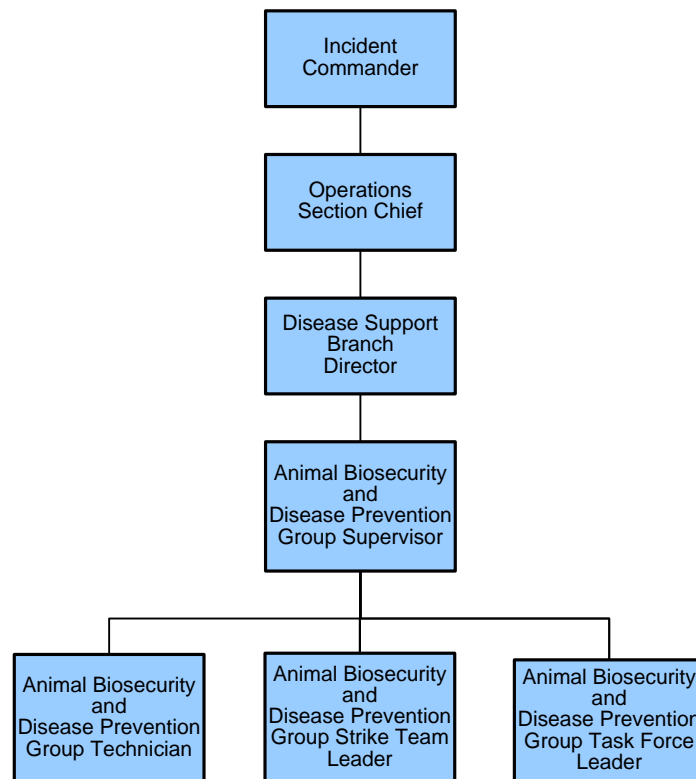 Incident
Commander
Operations
Section Chief
Disease Support
Branch
Director
Animal Biosecurity
and
Disease Prevention
Group Supervisor
Animal Biosecurity
and
Disease Prevention
Group Technician
Animal Biosecurity
and
Disease Prevention
Group Strike Team
Leader
Animal Biosecurity
and
Disease Prevention
Group Task Force
Leader